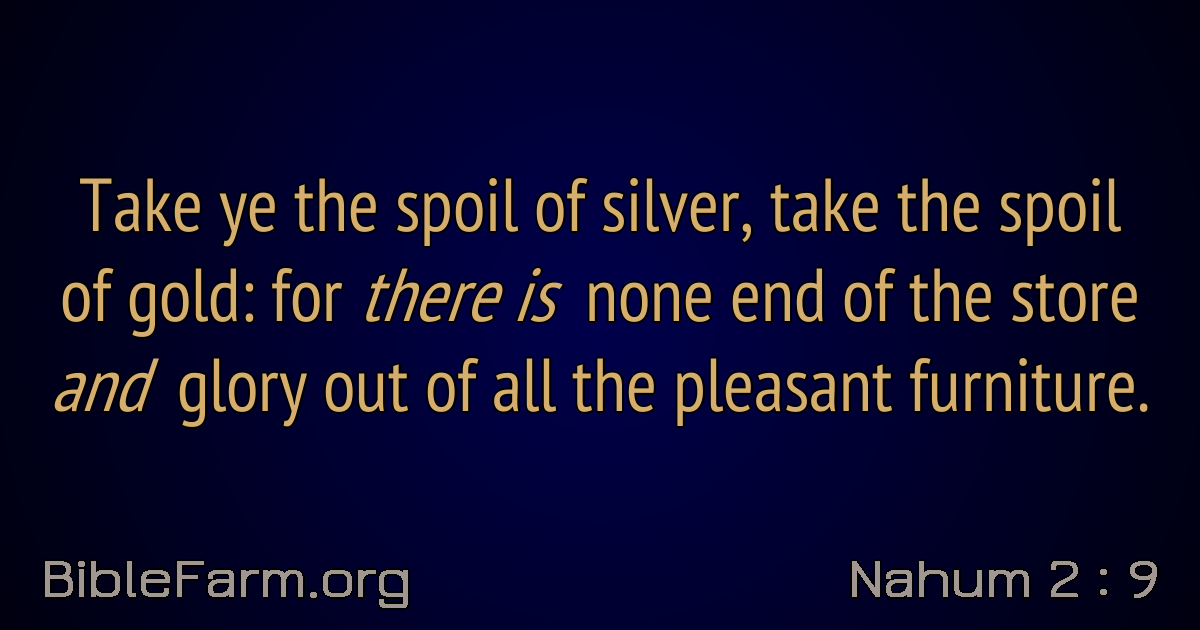 Take ye the spoil of silver, take the spoil
of gold: for there is none end of the store
and glory out of all the pleasant furniture.
BibleFarm.org
Nahum 2 : 9